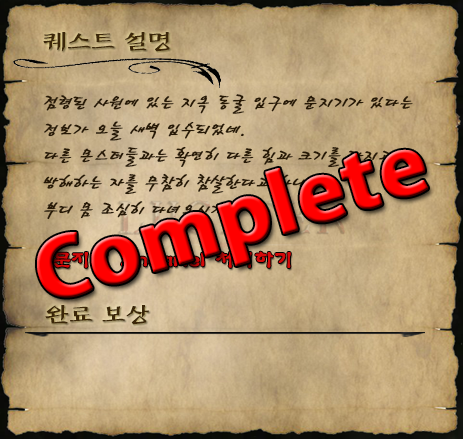 퀘스트 설명
점령된 사원에 있는 지옥 동굴 입구에 문지기가 있다는
정보가 오늘 새벽 입수되었네.
다른 몬스터들과는 확연히 다른 힘과 크기를
방해하는 자를 무참히 참살한다고
부디 몸 조심히
Complete
하기
완료 보상